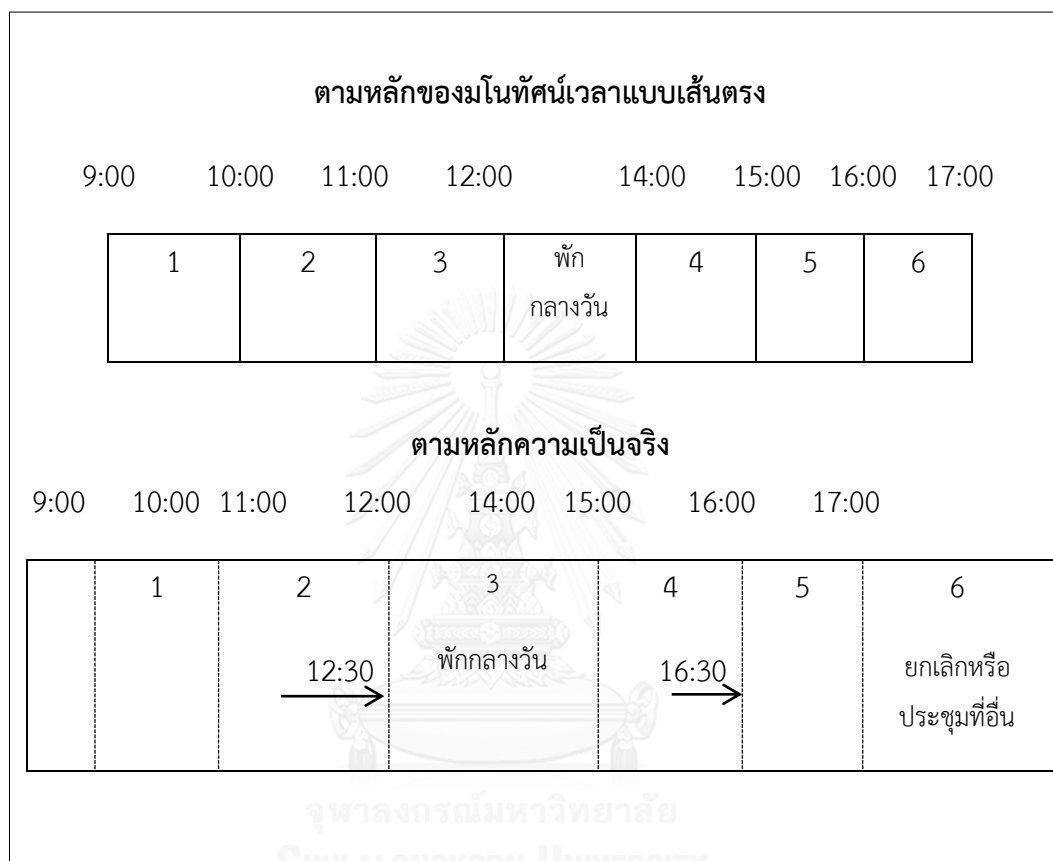 ตามหลักของมโนทัศน์เวลาแบบเส้นตรง
9:00 10:00 11:00 12:00 14:00 15:00 16:00 17:00
1 2 3 พัก 4 5 6
กลางวัน
ตามหลักความเป็นจริง
9:00 10:00 11:00 12:00 14:00 15:00 16:00 17:00
1 2 3 4 5 6
12:30 พักกลางวัน 16:30 ยกเลิกหรือ
ประชุมที่อื่น
จุฬาลงกรณ์มหาวิทยาลัย
CHULALONGKORN UNIVERSITY